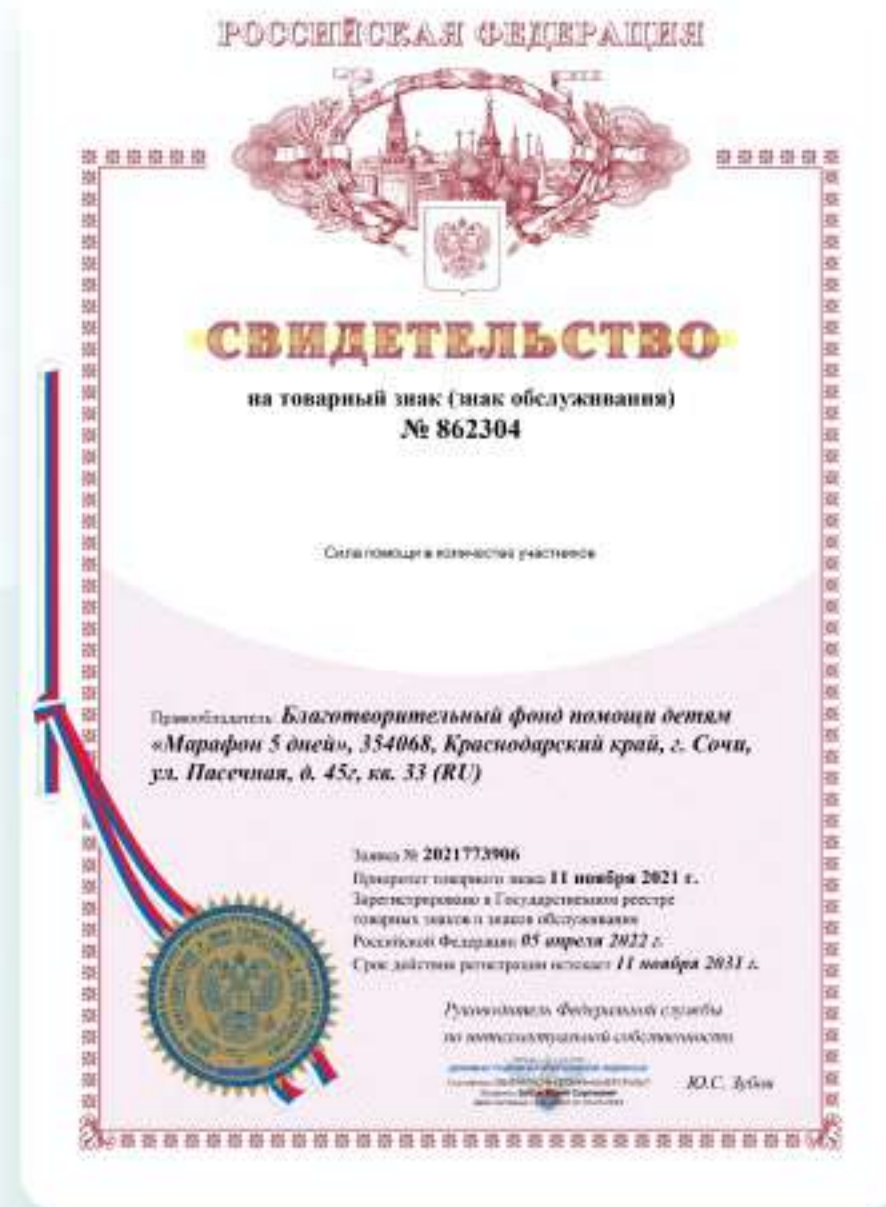 РОССИЙСКАЯ ФЕДЕРАЦИЯ
СВИДЕТЕЛЬСТВО
на товарный знак (знак обслуживания)
№ 862304
Сила помощи в количестве участников
Правообладатель: Благотворительный фонд помощи детям
«Марафон 5 дней», 354068, Краснодарский край, г. Сочи,
ул. Пасечная, д. 45г, кв. 33 (RU)
Заявка № 2021773906
Приоритет товарного знака 11 ноября 2021 г.
Зарегистрировано в Государственном реестре
товарных знаков и знаков обслуживания
Российской Федерации 05 апреля 2022 г.
Срок действия регистрации истекает 11 ноября 2031 г.
Руководитель Федеральной службы
по интеллектуальной собственности
Ю.С. Зубов